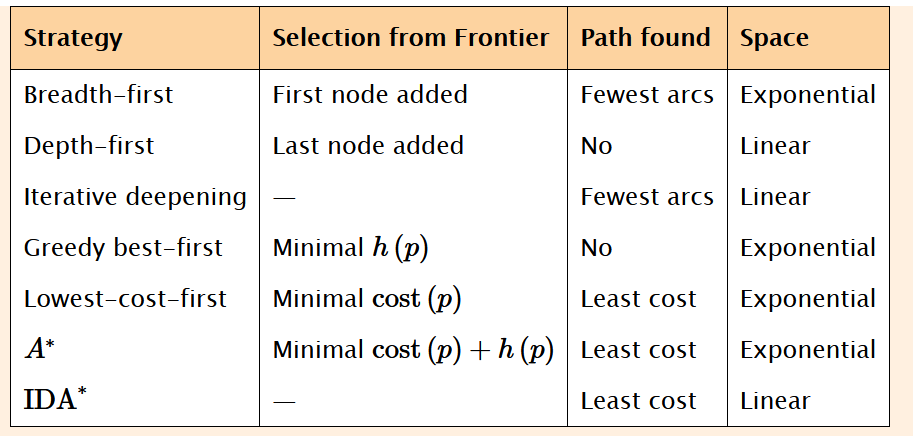 Strategy Selection from Frontier Path found Space
Breadth–first First node added Fewest arcs Exponential
Depth–first Last node added No Linear
Iterative deepening — Fewest arcs Linear
Greedy best–first Minimal h (p) No Exponential
Lowest–cost–first Minimal cost (p) Least cost Exponential
A* Minimal cost (p) + h (p) Least cost Exponential
IDA* — Least cost Linear